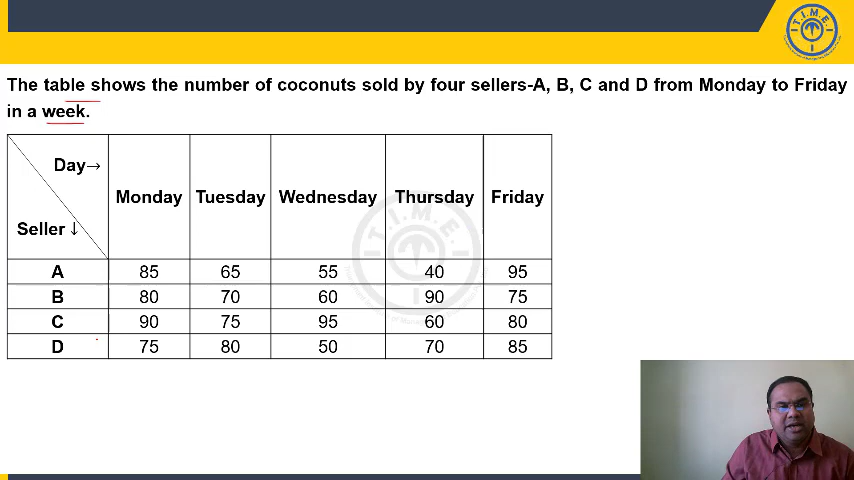 T.I.M.E.
The table shows the number of coconuts sold by four sellers-A, B, C and D from Monday to Friday
in a week.
Day→
Seller ↓
Monday Tuesday Wednesday Thursday Friday
A 85 65 55 40 95
B 80 70 60 90 75
C 90 75 95 60 80
D 75 80 50 70 85